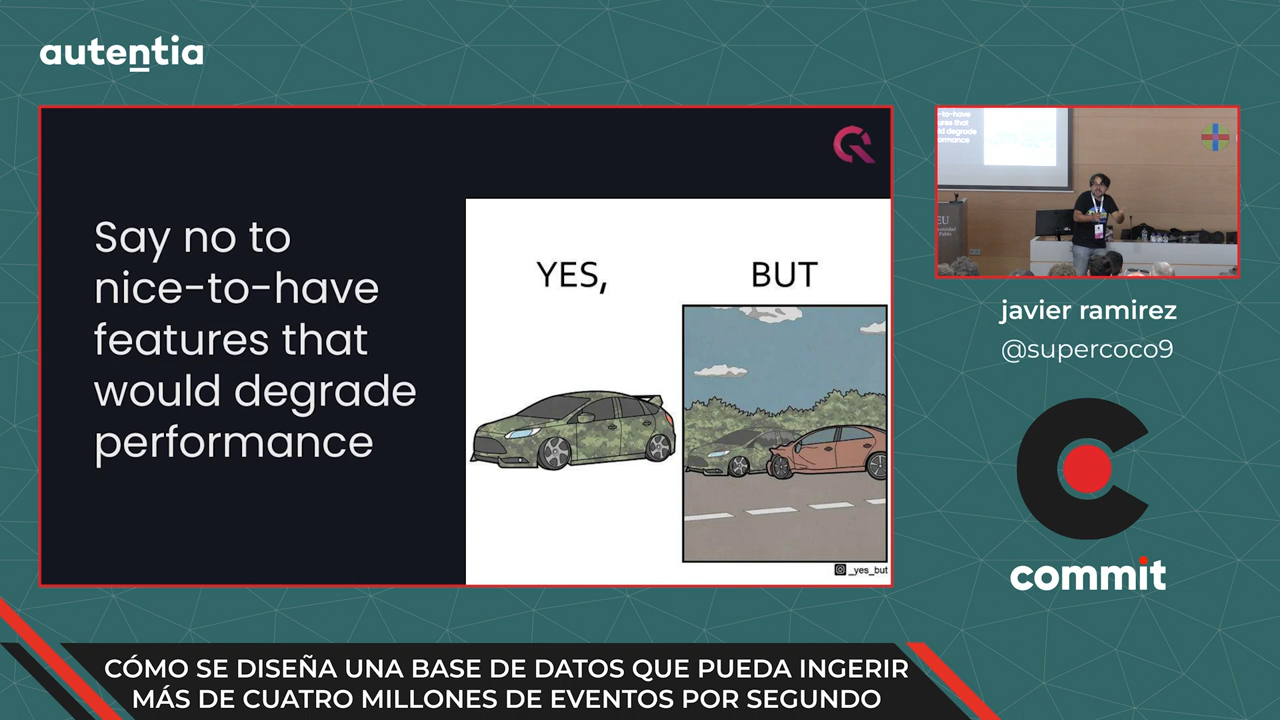 autentia
Say no to
nice-to-have
features that
would degrade
performance
YES,
BUT
_yes_but
javier ramirez
@supercoco9
commit
CÓMO SE DISEÑA UNA BASE DE DATOS QUE PUEDA INGERIR
MÁS DE CUATRO MILLONES DE EVENTOS POR SEGUNDO